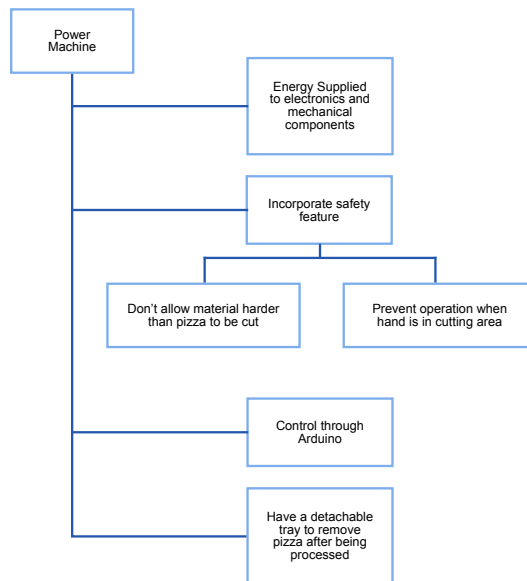 Power
Machine
Energy Supplied
to electronics and
mechanical
components
Incorporate safety
feature
Don’t allow material harder
than pizza to be cut
Prevent operation when
hand is in cutting area
Control through
Arduino
Have a detachable
tray to remove
pizza after being
processed